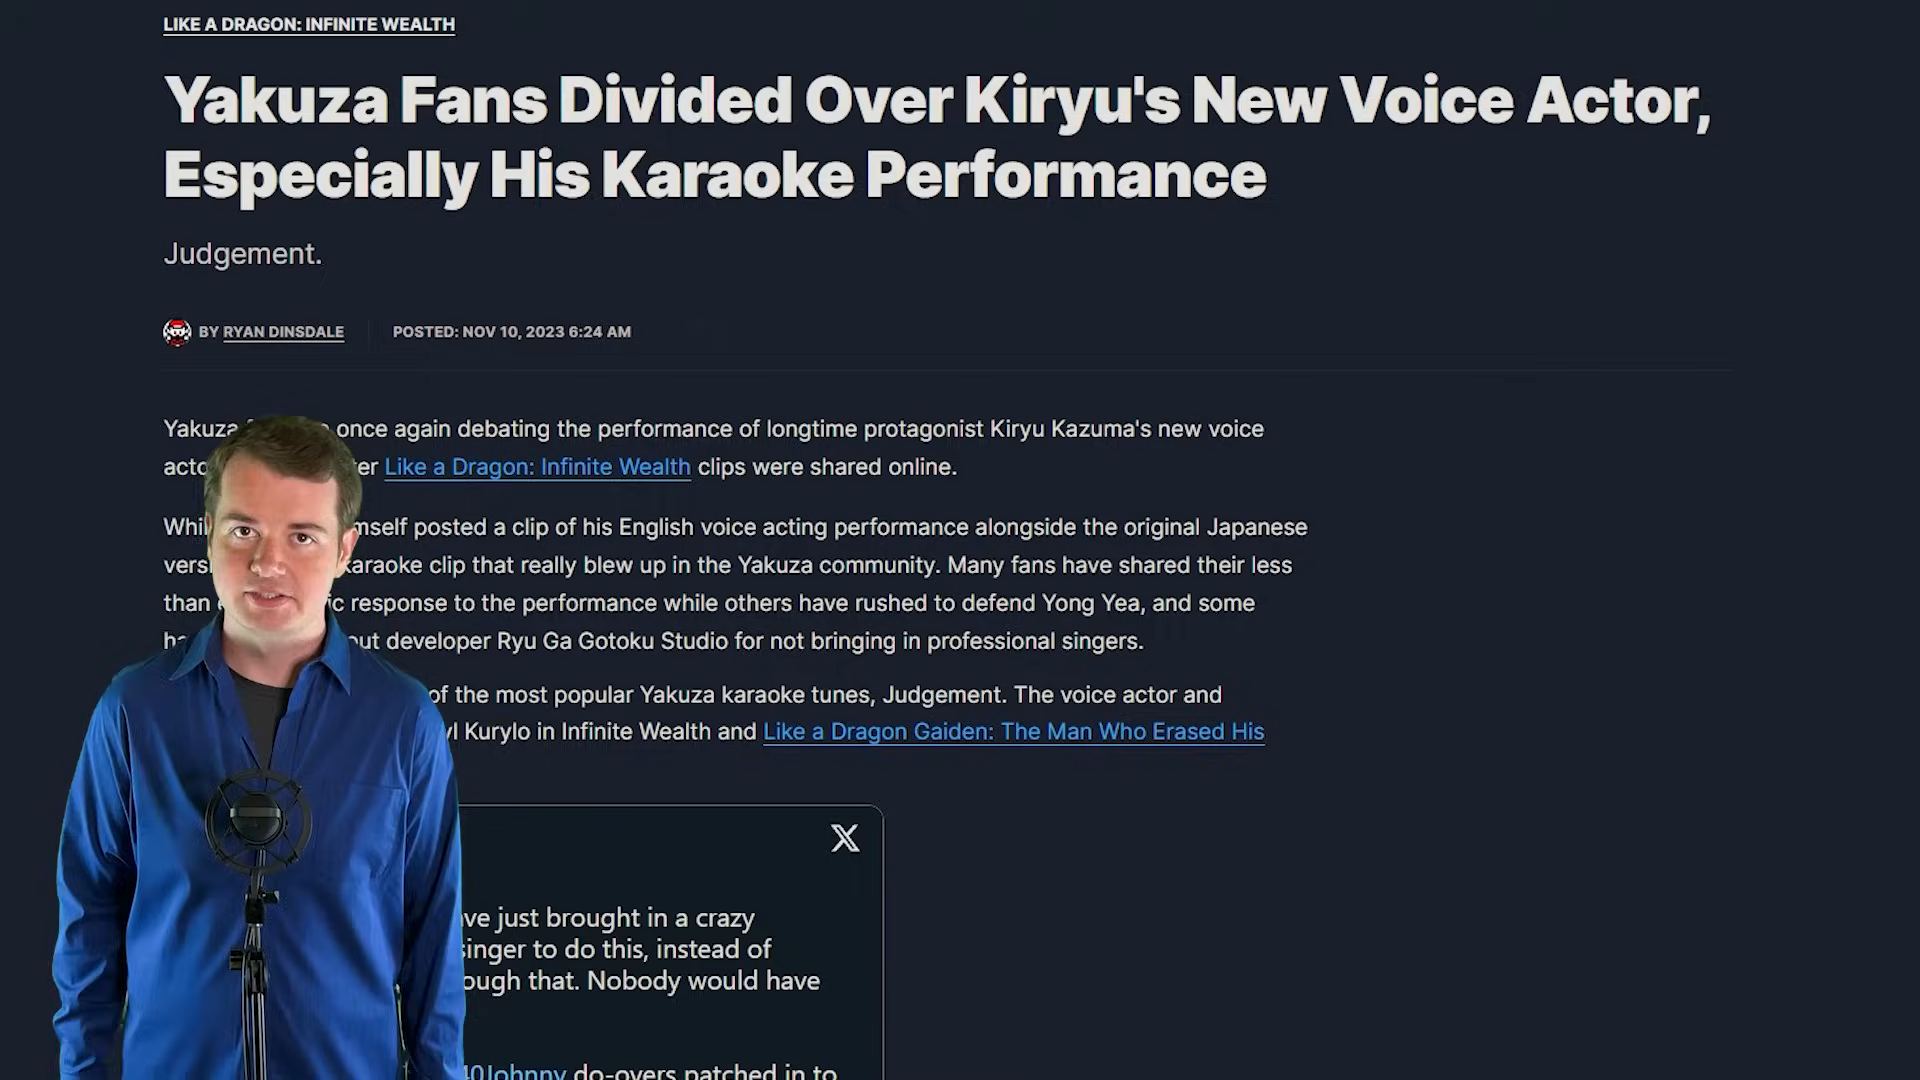 LIKE A DRAGON: INFINITE WEALTH
Yakuza Fans Divided Over Kiryu's New Voice Actor,
Especially His Karaoke Performance
Judgement.
BY RYAN DINSDALE POSTED: NOV 10, 2023 6:24 AM
Yakuza once again debating the performance of longtime protagonist Kiryu Kazuma's new voice
Like a Dragon: Infinite Wealth clips were shared online.
posted a clip of his English voice acting performance alongside the original Japanese
karaoke clip that really blew up in the Yakuza community. Many fans have shared their less
than response to the performance while others have rushed to defend Yong Yea, and some
developer Ryu Ga Gotoku Studio for not bringing in professional singers.
of the most popular Yakuza karaoke tunes, Judgement. The voice actor and
Kurylo in Infinite Wealth and Like a Dragon Gaiden: The Man Who Erased His
just brought in a crazy
singer to do this, instead of
that. Nobody would have
do-overs patched in to